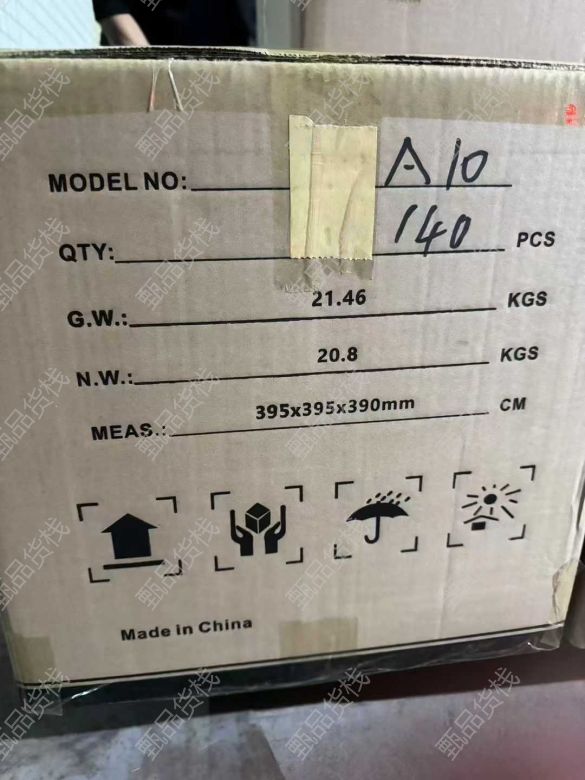 MODEL NO: A10
QTY: 140 PCS
G.W.: 21.46 KGS
N.W.: 20.8 KGS
MEAS.: 395x395x390mm CM
Made in China
甄品货栈